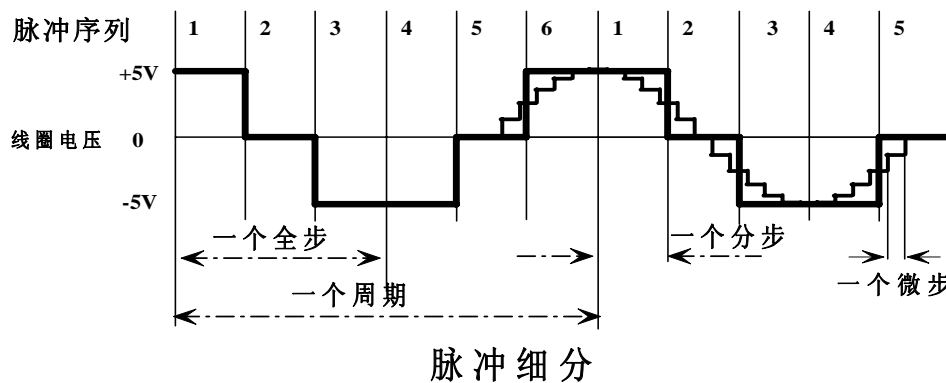 脉冲序列 1 2 3 4 5 6 1 2 3 4 5
+5V
线圈电压 0
-5V
一个全步 一个分步
一个周期 一个微步
脉冲细分